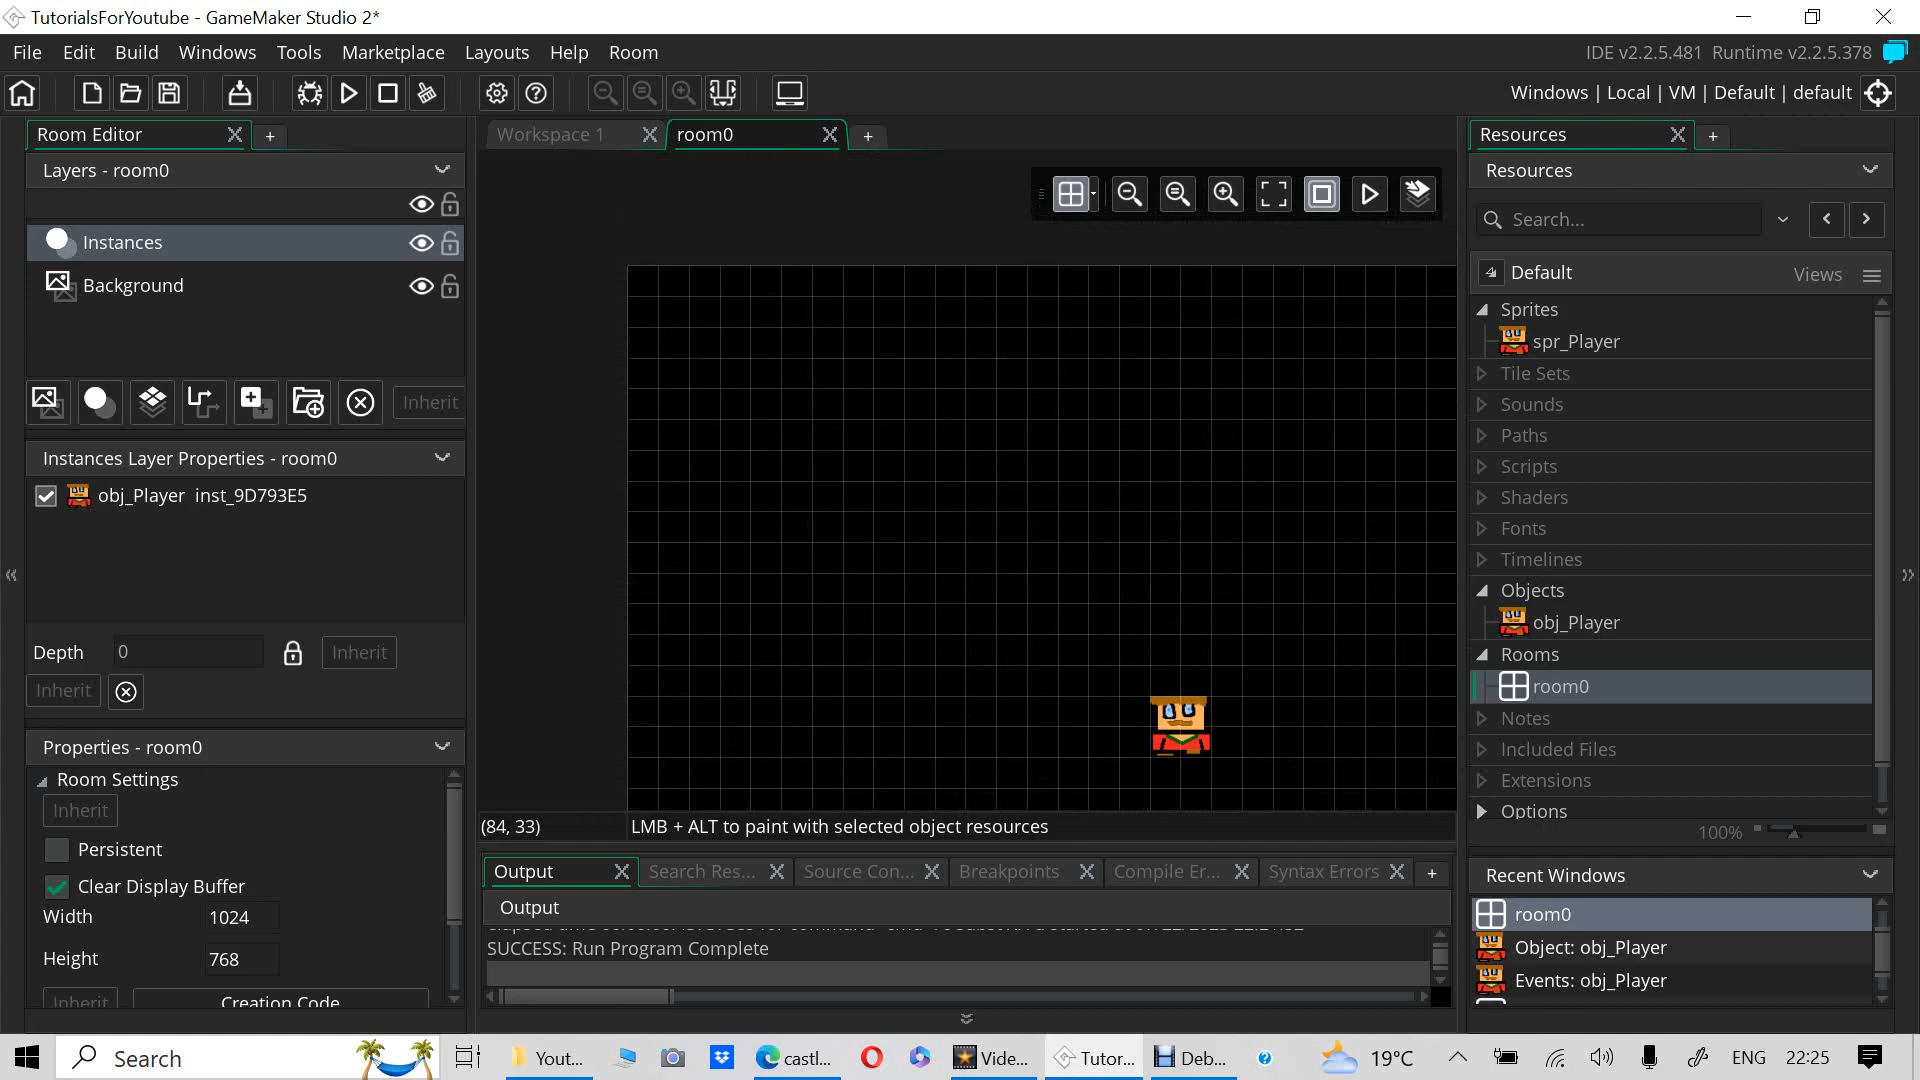 TutorialsForYoutube - GameMaker Studio 2*
File Edit Build Windows Tools Marketplace Layouts Help Room
IDE v2.2.5.481 Runtime v2.2.5.378
Windows | Local | VM | Default | default
Room Editor
Workspace 1
room0
Resources
Layers - room0
Resources
Search...
Instances
Background
Default
Views
Sprites
spr_Player
Tile Sets
Sounds
Paths
Scripts
Shaders
Fonts
Timelines
Objects
obj_Player
Rooms
room0
Notes
Included Files
Extensions
Options
100%
Inherit
Instances Layer Properties - room0
obj_Player inst_9D793E5
Depth 0 Inherit
Inherit
Properties - room0
Room Settings
Inherit
Persistent
Clear Display Buffer
Width 1024
Height 768
Inherit Creation Code
(84, 33)
LMB + ALT to paint with selected object resources
Output
Search Res...
Source Con...
Breakpoints
Compile Er...
Syntax Errors
Output
SUCCESS: Run Program Complete
Recent Windows
room0
Object: obj_Player
Events: obj_Player
Search
Yout...
castl...
Vide...
Tutor...
Deb...
19°C
ENG
22:25